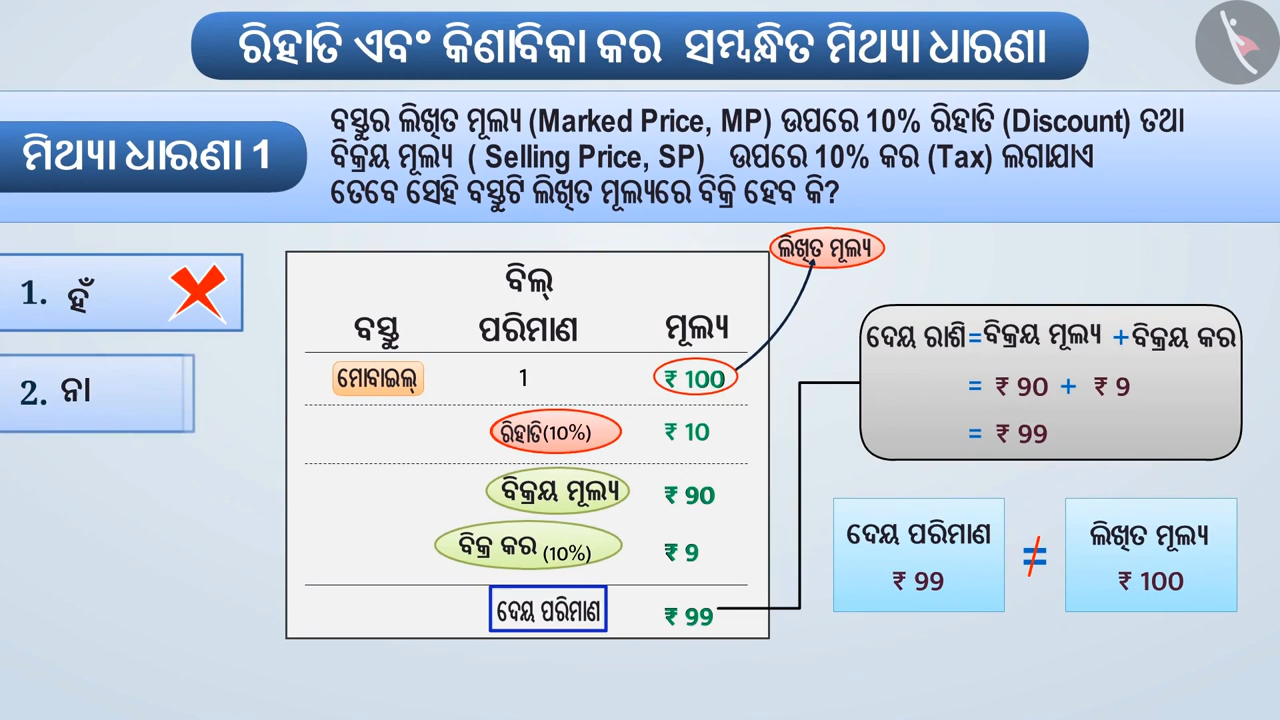 ରିହାତି ଏବଂ କିଣାବିକା କର ସମ୍ବନ୍ଧିତ ମିଥ୍ୟା ଧାରଣା
ମିଥ୍ୟା ଧାରଣା 1
ବସ୍ତୁର ଲିଖିତ ମୂଲ୍ୟ (Marked Price, MP) ଉପରେ 10% ରିହାତି (Discount) ତଥା
ବିକ୍ରୟ ମୂଲ୍ୟ ( Selling Price, SP) ଉପରେ 10% କର (Tax) ଲଗାଯାଏ
ତେବେ ସେହି ବସ୍ତୁଟି ଲିଖିତ ମୂଲ୍ୟରେ ବିକ୍ରି ହେବ କି?
1. ହଁ
2. ନା
ବିଲ୍
ବସ୍ତୁ ପରିମାଣ ମୂଲ୍ୟ
ମୋବାଇଲ୍ 1 ₹ 100
ରିହାତି(10%) ₹ 10
ବିକ୍ରୟ ମୂଲ୍ୟ ₹ 90
ବିକ୍ର କର (10%) ₹ 9
ଦେୟ ପରିମାଣ ₹ 99
ଲିଖିତ ମୂଲ୍ୟ
ଦେୟ ରାଶି=ବିକ୍ରୟ ମୂଲ୍ୟ +ବିକ୍ରୟ କର
= ₹ 90 + ₹ 9
= ₹ 99
ଦେୟ ପରିମାଣ ≠ ଲିଖିତ ମୂଲ୍ୟ
₹ 99 ₹ 100